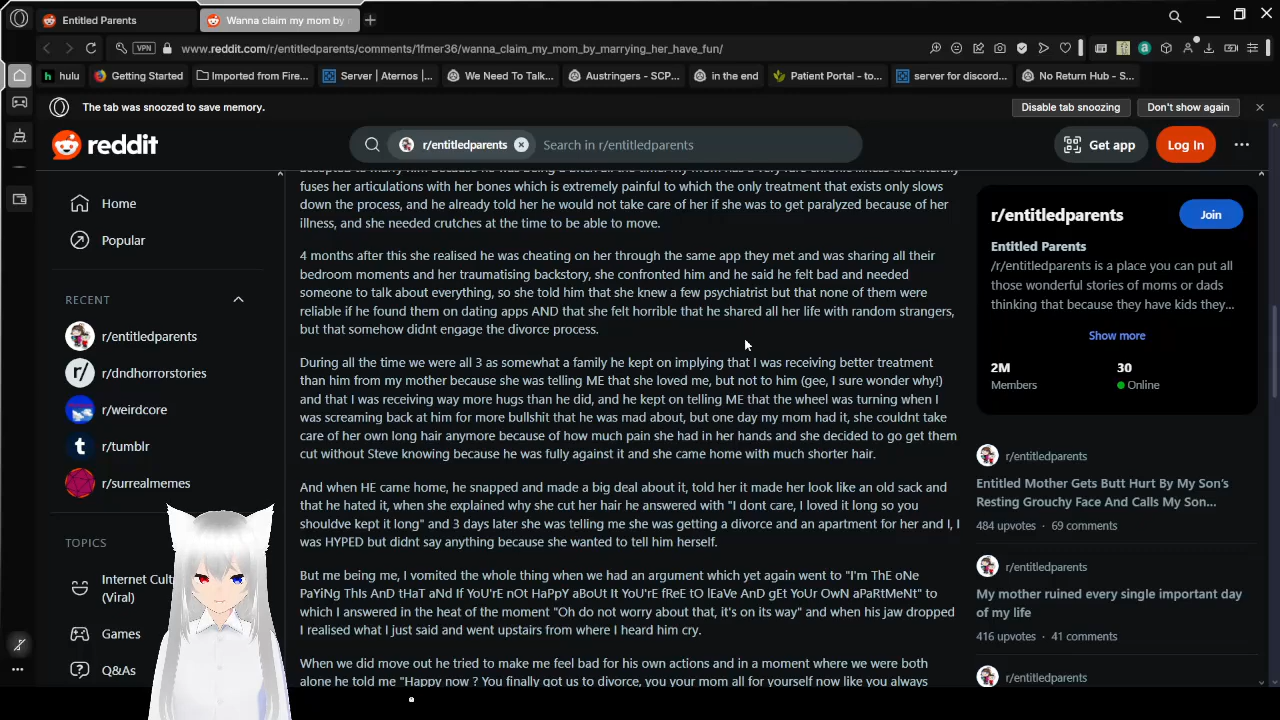 Entitled Parents
Wanna claim my mom by
VPN
www.reddit.com/r/entitledparents/comments/1fmer36/wanna_claim_my_mom_by_marrying_her_have_fun/
hulu
Getting Started
Imported from Fire...
Server | Aternos |...
We Need To Talk...
Austringers - SCP...
in the end
Patient Portal - to...
server for discord...
No Return Hub - S...
The tab was snoozed to save memory.
Disable tab snoozing
Don't show again
reddit
r/entitledparents
Search in r/entitledparents
Get app
Log In
Home
Popular
RECENT
r/entitledparents
r/dndhorrorstories
r/weirdcore
r/tumblr
r/surrealmemes
TOPICS
Internet Cult
(Viral)
Games
Q&As
fuses her articulations with her bones which is extremely painful to which the only treatment that exists only slows
down the process, and he already told her he would not take care of her if she was to get paralyzed because of her
illness, and she needed crutches at the time to be able to move.
4 months after this she realised he was cheating on her through the same app they met and was sharing all their
bedroom moments and her traumatising backstory, she confronted him and he said he felt bad and needed
someone to talk about everything, so she told him that she knew a few psychiatrist but that none of them were
reliable if he found them on dating apps AND that she felt horrible that he shared all her life with random strangers,
but that somehow didnt engage the divorce process.
During all the time we were all 3 as somewhat a family he kept on implying that I was receiving better treatment
than him from my mother because she was telling ME that she loved me, but not to him (gee, I sure wonder why!)
and that I was receiving way more hugs than he did, and he kept on telling ME that the wheel was turning when I
was screaming back at him for more bullshit that he was mad about, but one day my mom had it, she couldnt take
care of her own long hair anymore because of how much pain she had in her hands and she decided to go get them
cut without Steve knowing because he was fully against it and she came home with much shorter hair.
And when HE came home, he snapped and made a big deal about it, told her it made her look like an old sack and
that he hated it, when she explained why she cut her hair he answered with "I dont care, I loved it long so you
shouldve kept it long" and 3 days later she was telling me she was getting a divorce and an apartment for her and I, I
was HYPED but didnt say anything because she wanted to tell him herself.
But me being me, I vomited the whole thing when we had an argument which yet again went to "I'm ThE oNe
PaYiNg ThIs AnD tHaT aNd If YoU'rE nOt HaPpY aBoUt It YoU'rE fReE tO lEaVe AnD gEt YoUr OwN aPaRtMeNt" to
which I answered in the heat of the moment "Oh do not worry about that, it's on its way" and when his jaw dropped
I realised what I just said and went upstairs from where I heard him cry.
When we did move out he tried to make me feel bad for his own actions and in a moment where we were both
alone he told me "Happy now ? You finally got us to divorce, you your mom all for yourself now like you always
r/entitledparents
Join
Entitled Parents
/r/entitledparents is a place you can put all
those wonderful stories of moms or dads
thinking that because they have kids they...
Show more
2M
Members
30
Online
r/entitledparents
Entitled Mother Gets Butt Hurt By My Son's
Resting Grouchy Face And Calls My Son...
484 upvotes · 69 comments
r/entitledparents
My mother ruined every single important day
of my life
416 upvotes · 41 comments
r/entitledparents